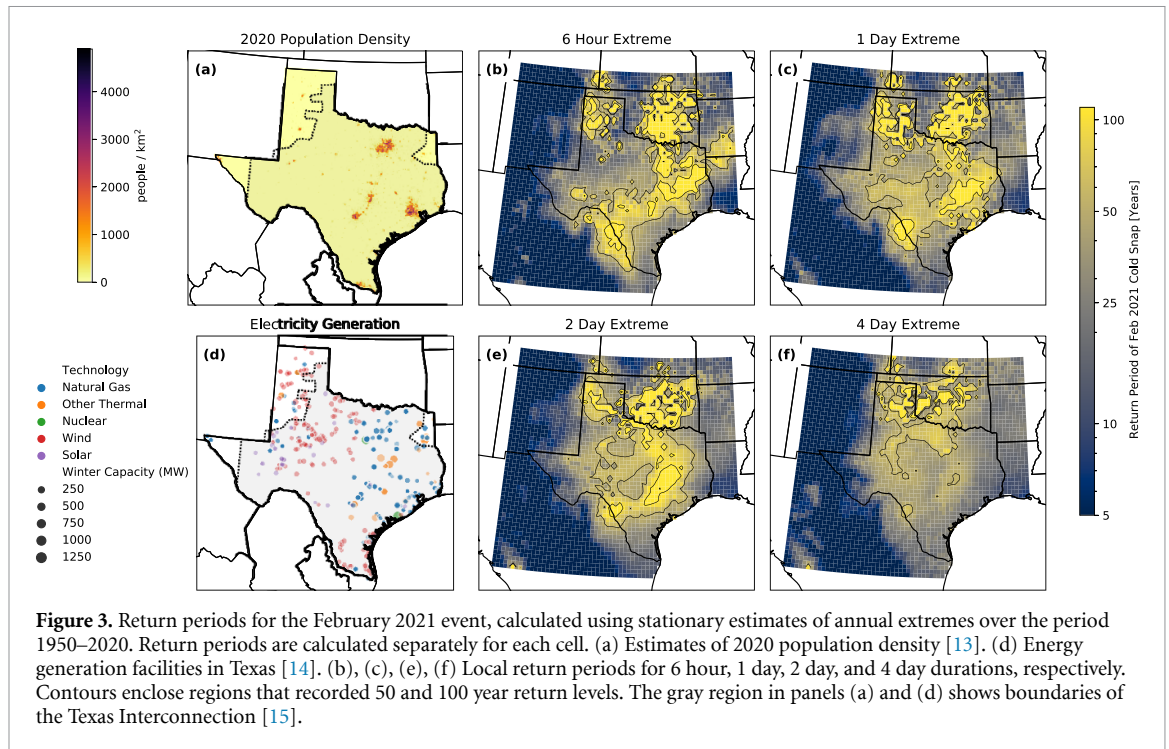 2020 Population Density
6 Hour Extreme
1 Day Extreme
(a)
(b)
(c)
4000
3000
2000
1000
0
people / km²
100
50
25
10
5
Return Period of Feb 2021 Cold Snap [Years]
Electricity Generation
2 Day Extreme
4 Day Extreme
(d)
(e)
(f)
Technology
Natural Gas
Other Thermal
Nuclear
Wind
Solar
Winter Capacity (MW)
250
500
750
1000
1250
Figure 3. Return periods for the February 2021 event, calculated using stationary estimates of annual extremes over the period
1950–2020. Return periods are calculated separately for each cell. (a) Estimates of 2020 population density [13]. (d) Energy
generation facilities in Texas [14]. (b), (c), (e), (f) Local return periods for 6 hour, 1 day, 2 day, and 4 day durations, respectively.
Contours enclose regions that recorded 50 and 100 year return levels. The gray region in panels (a) and (d) shows boundaries of
the Texas Interconnection [15].